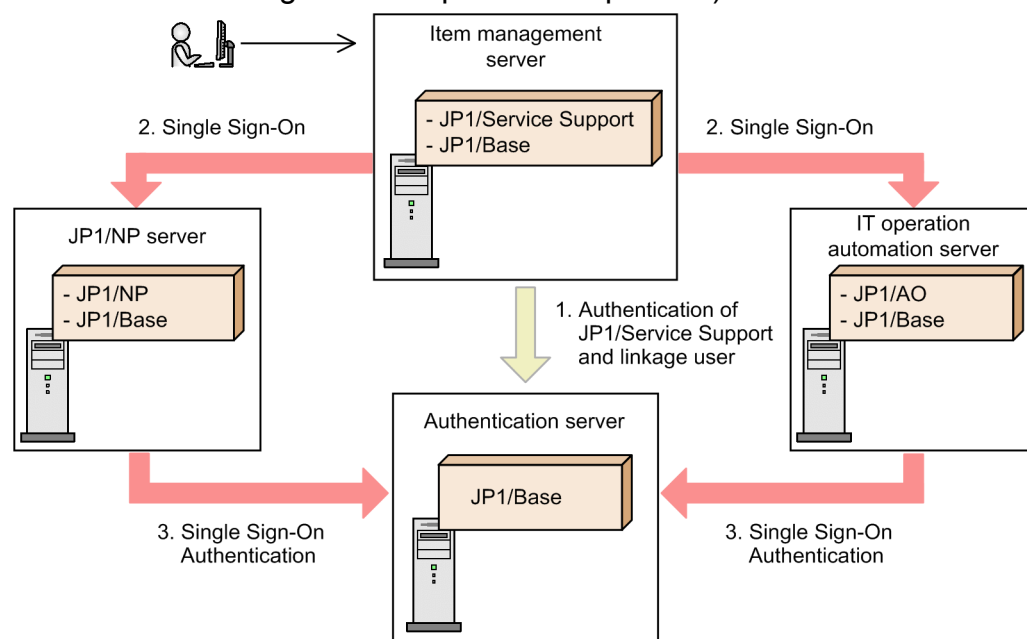 Item management
server
- JP1/Service Support
- JP1/Base
2. Single Sign-On
2. Single Sign-On
JP1/NP server
- JP1/NP
- JP1/Base
IT operation
automation server
- JP1/AO
- JP1/Base
1. Authentication of
JP1/Service Support
and linkage user
Authentication server
JP1/Base
3. Single Sign-On
Authentication
3. Single Sign-On
Authentication